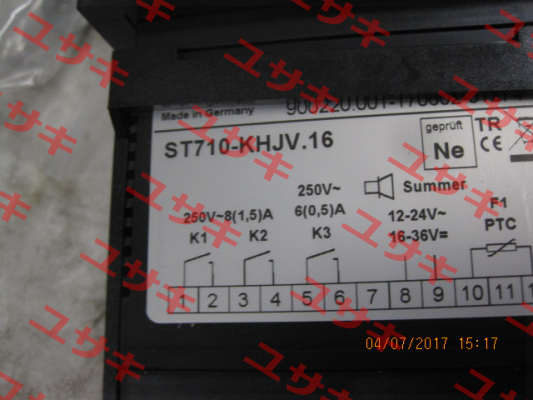 Made in Germany
900220.001-1706
ST710-KHJV.16
geprüft
Ne
TR
CE
Summer
250V~8(1,5)A
250V~
6(0,5)A
12-24V~
16-36V=
F1
PTC
K1
K2
K3
1 2 3 4 5 6 7 8 9 10 11
04/07/2017 15:17
ユサキ
ユサキ
ユサキ
ユサキ
ユサキ
ユサキ
ユサキ
ユサキ
ユサキ